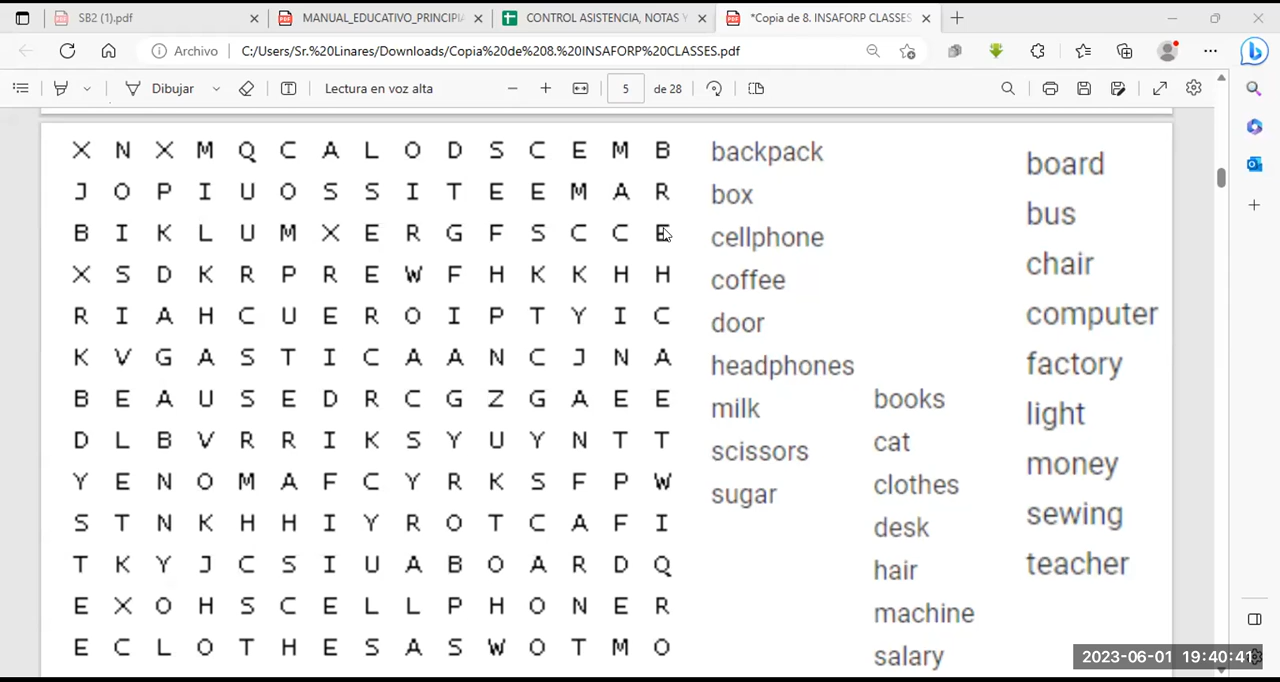 SB2 (1).pdf
MANUAL_EDUCATIVO_PRINCIPIA
CONTROL ASISTENCIA, NOTAS Y
*Copia de 8. INSAFORP CLASSES
Archivo C:/Users/Sr.%20Linares/Downloads/Copia%20de%208.%20INSAFORP%20CLASSES.pdf
Dibujar
Lectura en voz alta
5 de 28
X N X M Q C A L O D S C E M B
J O P I U O S S I T E E M A R
B I K L U M X E R G F S C C E
X S D K R P R E W F H K K H H
R I A H C U E R O I P T Y I C
K V G A S T I C A A N C J N A
B E A U S E D R C G Z G A E E
D L B V R R I K S Y U Y N T T
Y E N O M A F C Y R K S F P W
S T N K H H I Y R O T C A F I
T K Y J C S I U A B O A R D Q
E X O H S C E L L P H O N E R
E C L O T H E S A S W O T M O
backpack
box
cellphone
coffee
door
headphones
milk
scissors
sugar
books
cat
clothes
desk
hair
machine
salary
board
bus
chair
computer
factory
light
money
sewing
teacher
2023-06-01 19:40:41